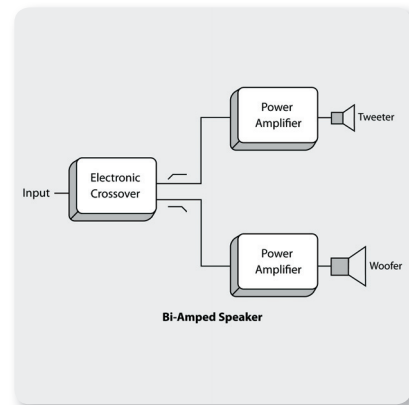 Power
Amplifier
Tweeter
Electronic
Crossover
Input
Power
Amplifier
Woofer
Bi-Amped Speaker